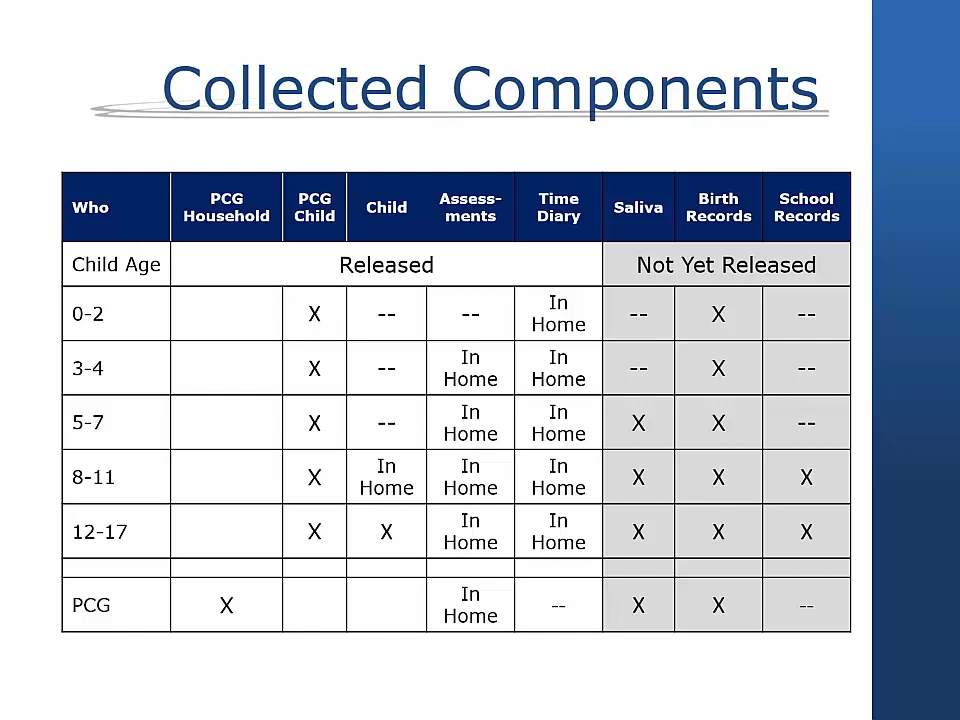 Collected Components
Who PCG Household PCG Child Child Assess-ments Time Diary Saliva Birth Records School Records
Child Age Released Not Yet Released
0-2 X -- -- In Home -- X --
3-4 X -- In Home In Home -- X --
5-7 X -- In Home In Home X X --
8-11 X In Home In Home In Home X X X
12-17 X X In Home In Home X X X
PCG X In Home -- X X --